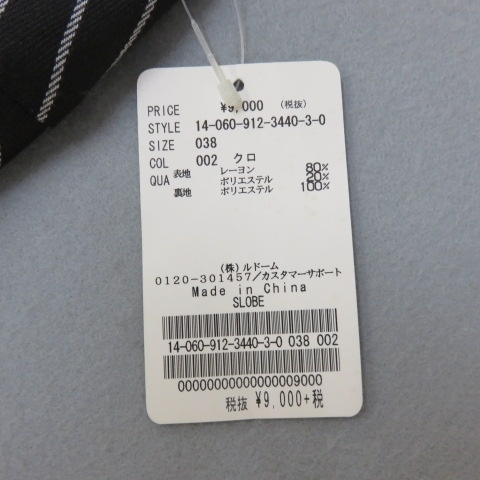 PRICE ¥9,000 (税抜)
STYLE 14-060-912-3440-3-0
SIZE 038
COL 002 クロ
QUA 表地 レーヨン 80%
ポリエステル 20%
裏地 ポリエステル 100%
(株)ルドーム
0120-301457/カスタマーサポート
Made in China
SLOBE
14-060-912-3440-3-0 038 002
00000000000000009000
税抜 ¥9,000+税